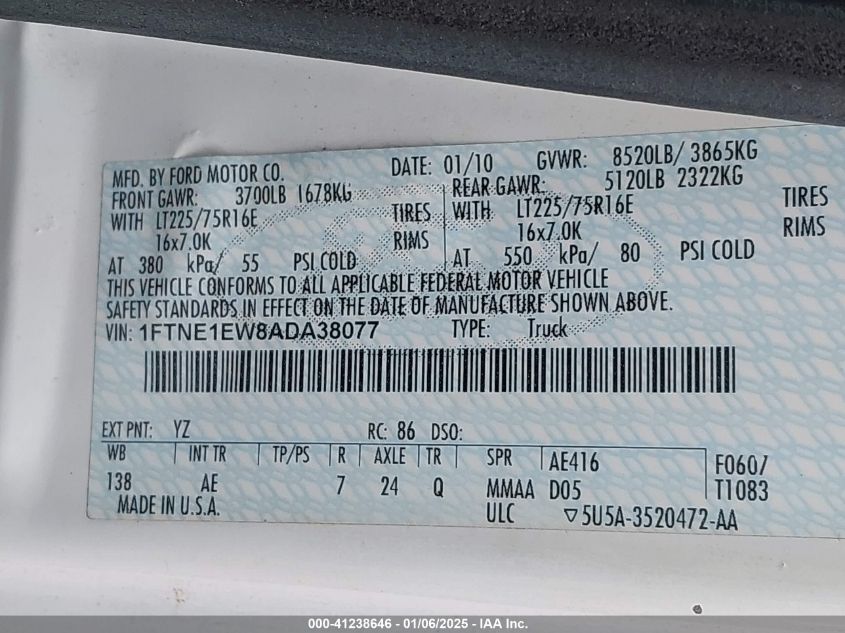 MFD. BY FORD MOTOR CO. DATE: 01/10 GVWR: 8520LB/ 3865KG
FRONT GAWR: 3700LB 1678KG REAR GAWR: 5120LB 2322KG
WITH LT225/75R16E TIRES WITH LT225/75R16E TIRES
16x7.0K RIMS 16x7.0K RIMS
AT 380 kPa/ 55 PSI COLD AT 550 kPa/ 80 PSI COLD
THIS VEHICLE CONFORMS TO ALL APPLICABLE FEDERAL MOTOR VEHICLE
SAFETY STANDARDS IN EFFECT ON THE DATE OF MANUFACTURE SHOWN ABOVE.
VIN: 1FTNE1EW8ADA38077 TYPE: Truck
EXT PNT: YZ RC: 86 DSO:
WB INT TR TP/PS R AXLE TR SPR AE416 F060/
138 AE 7 24 Q MMAA D05 T1083
MADE IN U.S.A. ULC ▽5U5A-3520472-AA
000-41238646 - 01/06/2025 - IAA Inc.